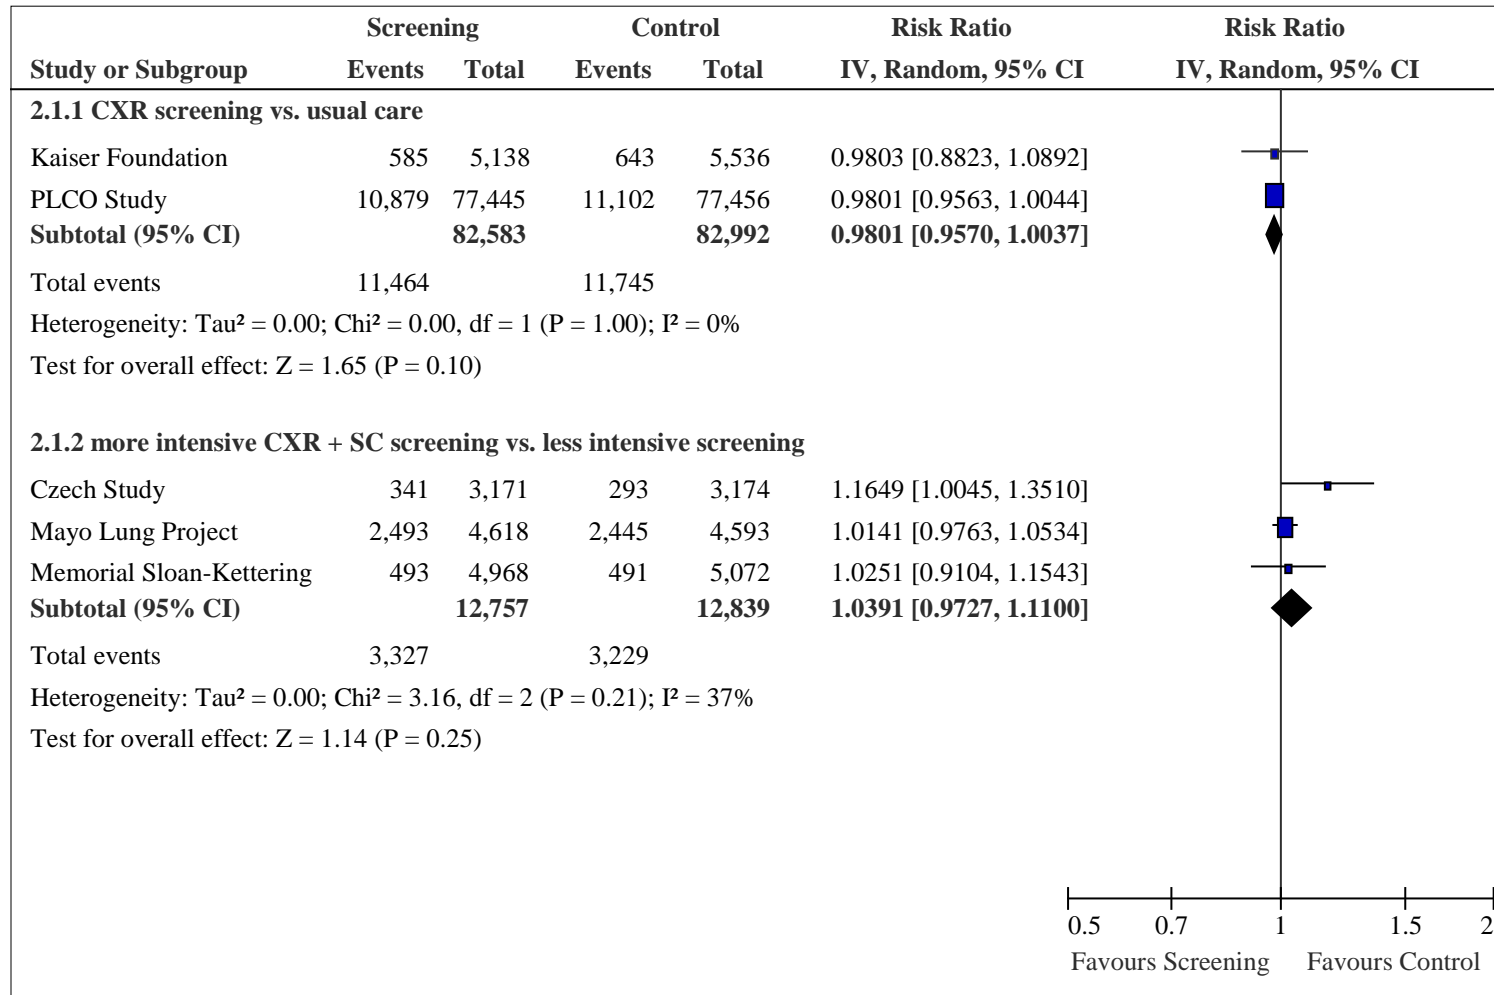 Screening Control Risk Ratio Risk Ratio
Study or Subgroup Events Total Events Total IV, Random, 95% CI IV, Random, 95% CI
2.1.1 CXR screening vs. usual care
Kaiser Foundation 585 5,138 643 5,536 0.9803 [0.8823, 1.0892]
PLCO Study 10,879 77,445 11,102 77,456 0.9801 [0.9563, 1.0044]
Subtotal (95% CI) 82,583 82,992 0.9801 [0.9570, 1.0037]
Total events 11,464 11,745
Heterogeneity: Tau² = 0.00; Chi² = 0.00, df = 1 (P = 1.00); I² = 0%
Test for overall effect: Z = 1.65 (P = 0.10)
2.1.2 more intensive CXR + SC screening vs. less intensive screening
Czech Study 341 3,171 293 3,174 1.1649 [1.0045, 1.3510]
Mayo Lung Project 2,493 4,618 2,445 4,593 1.0141 [0.9763, 1.0534]
Memorial Sloan-Kettering 493 4,968 491 5,072 1.0251 [0.9104, 1.1543]
Subtotal (95% CI) 12,757 12,839 1.0391 [0.9727, 1.1100]
Total events 3,327 3,229
Heterogeneity: Tau² = 0.00; Chi² = 3.16, df = 2 (P = 0.21); I² = 37%
Test for overall effect: Z = 1.14 (P = 0.25)
0.5 0.7 1 1.5 2
Favours Screening Favours Control